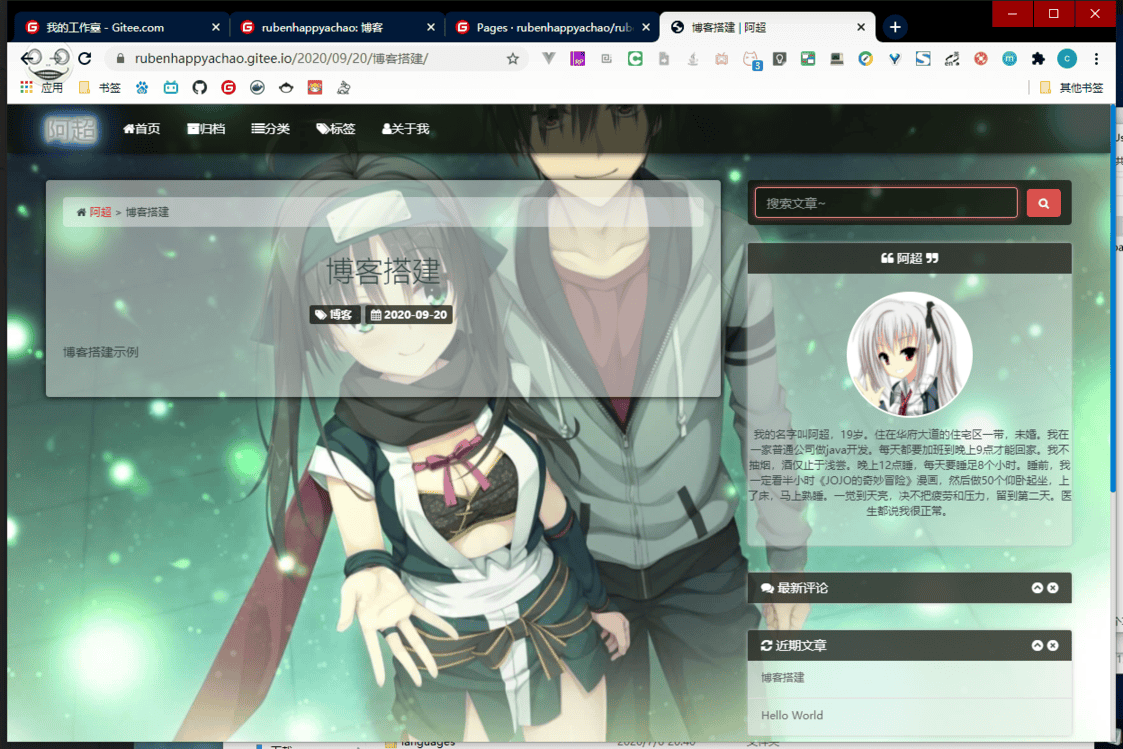 我的工作臺 - Gitee.com
rubenhappyachao: 博客
Pages · rubenhappyachao/rub
博客搭建 | 阿超
rubenhappyachao.gitee.io/2020/09/20/博客搭建/
应用
书签
其他书签
阿超
首页
归档
分类
标签
关于我
阿超 > 博客搭建
博客搭建
博客
2020-09-20
博客搭建示例
搜索文章~
阿超
我的名字叫阿超，19岁。住在华府大道的住宅区一带，未婚。我在
一家普通公司做java开发。每天都要加班到晚上9点才能回家。我不
抽烟，酒仅止于浅尝。晚上12点睡，每天要睡足8个小时。睡前，我
一定看半小时《JOJO的奇妙冒险》漫画，然后做50个仰卧起坐，上
了床，马上熟睡。一觉到天亮，决不把疲劳和压力，留到第二天。医
生都说我很正常。
最新评论
近期文章
博客搭建
Hello World
languages